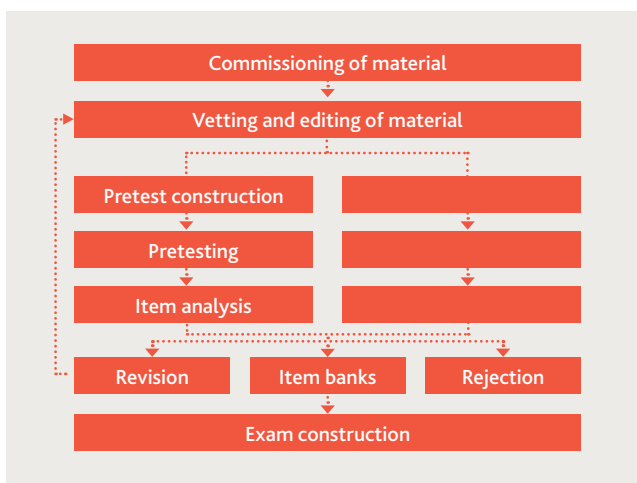 Commissioning of material
Vetting and editing of material
Pretest construction
Pretesting
Item analysis
Revision
Item banks
Rejection
Exam construction